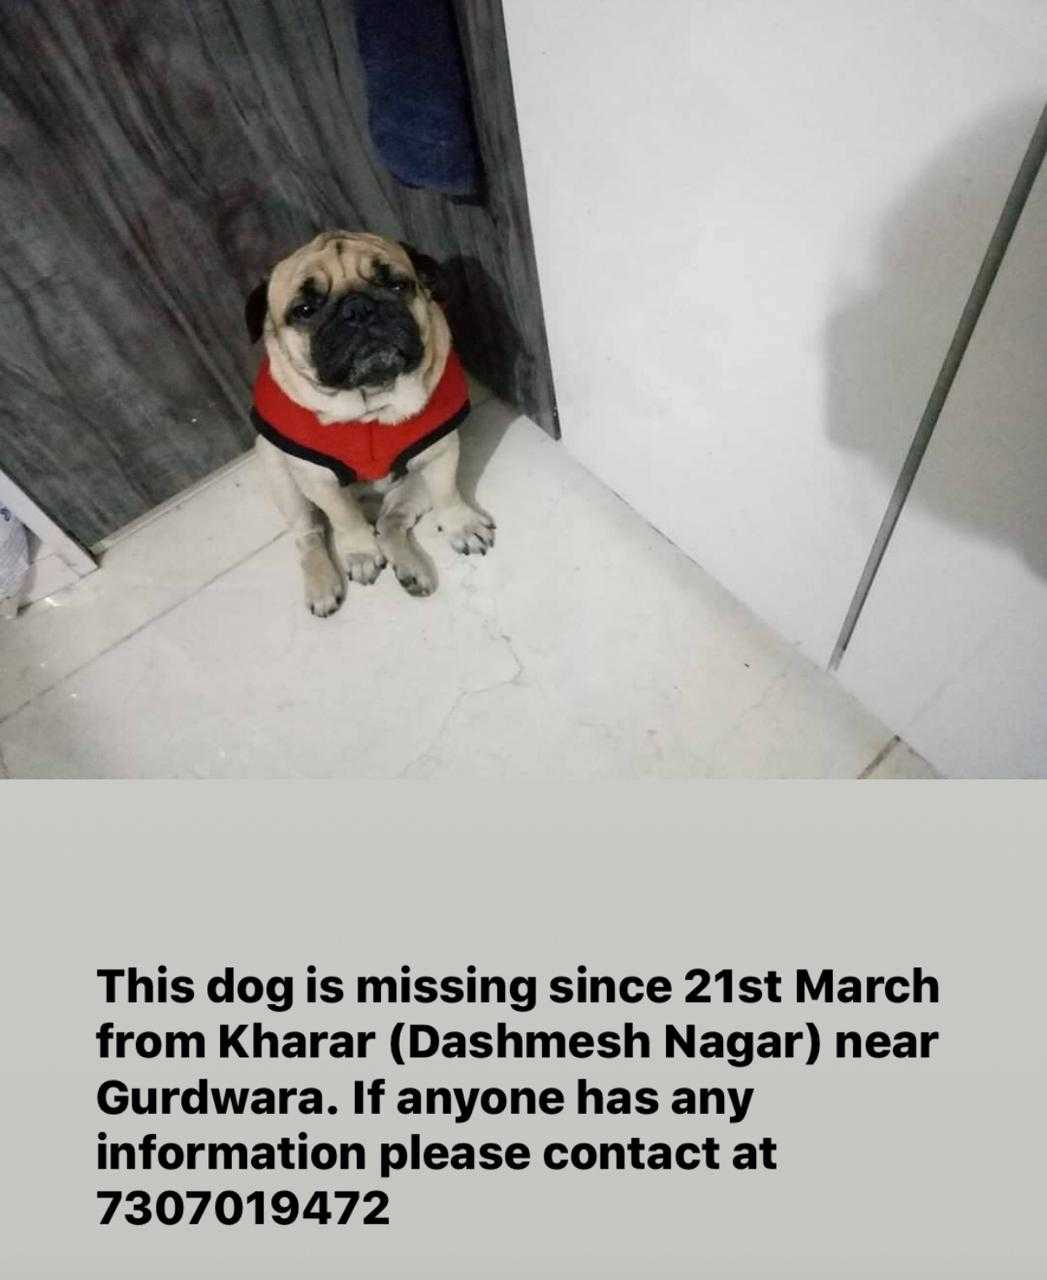 This dog is missing since 21st March
from Kharar (Dashmesh Nagar) near
Gurdwara. If anyone has any
information please contact at
7307019472